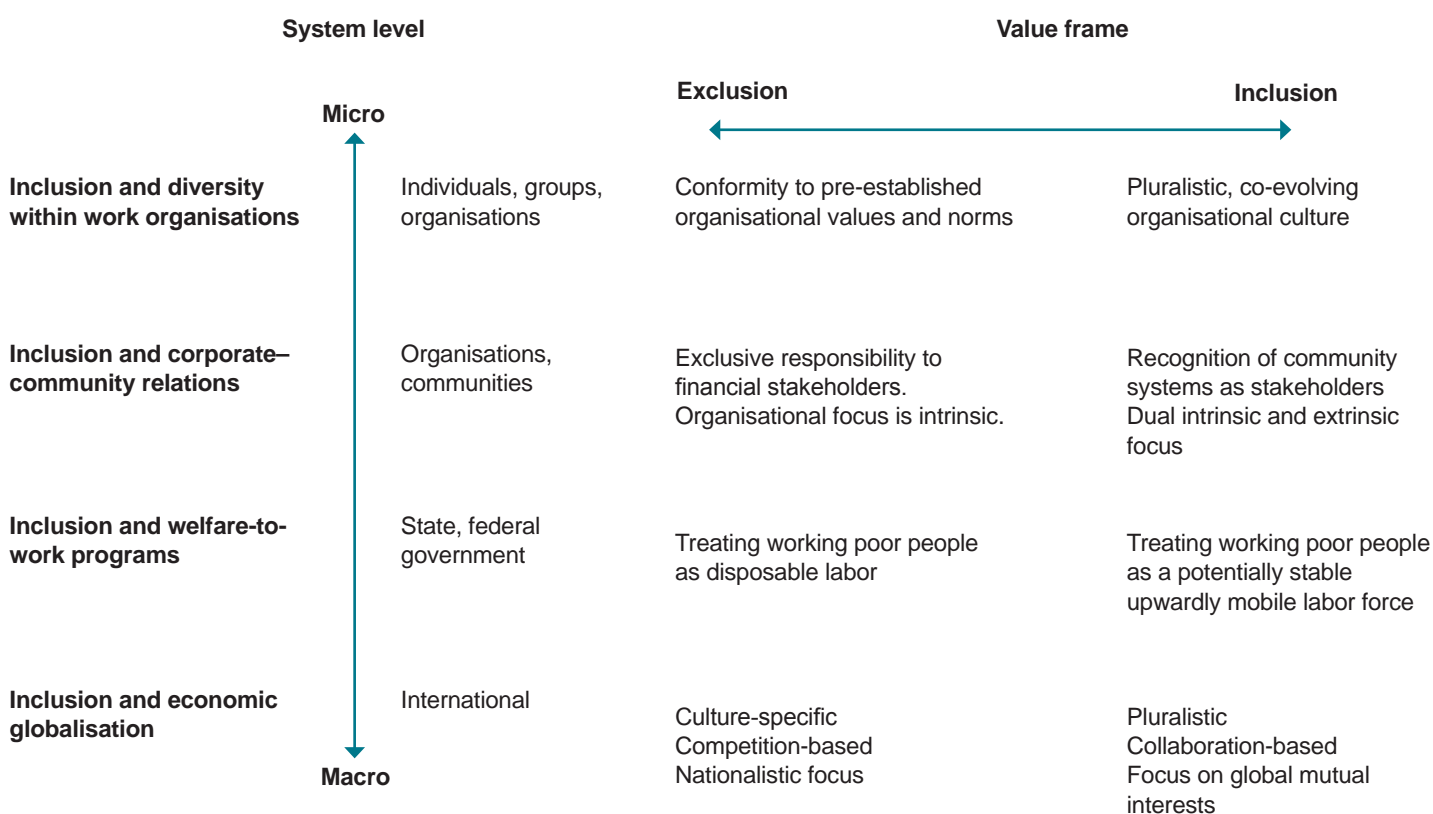 System level
Value frame
Exclusion
Inclusion
Micro
Inclusion and diversity
within work organisations
Individuals, groups,
organisations
Conformity to pre-established
organisational values and norms
Pluralistic, co-evolving
organisational culture
Inclusion and corporate–
community relations
Organisations,
communities
Exclusive responsibility to
financial stakeholders.
Organisational focus is intrinsic.
Recognition of community
systems as stakeholders
Dual intrinsic and extrinsic
focus
Inclusion and welfare-to-
work programs
State, federal
government
Treating working poor people
as disposable labor
Treating working poor people
as a potentially stable
upwardly mobile labor force
Inclusion and economic
globalisation
International
Culture-specific
Competition-based
Nationalistic focus
Pluralistic
Collaboration-based
Focus on global mutual
interests
Macro